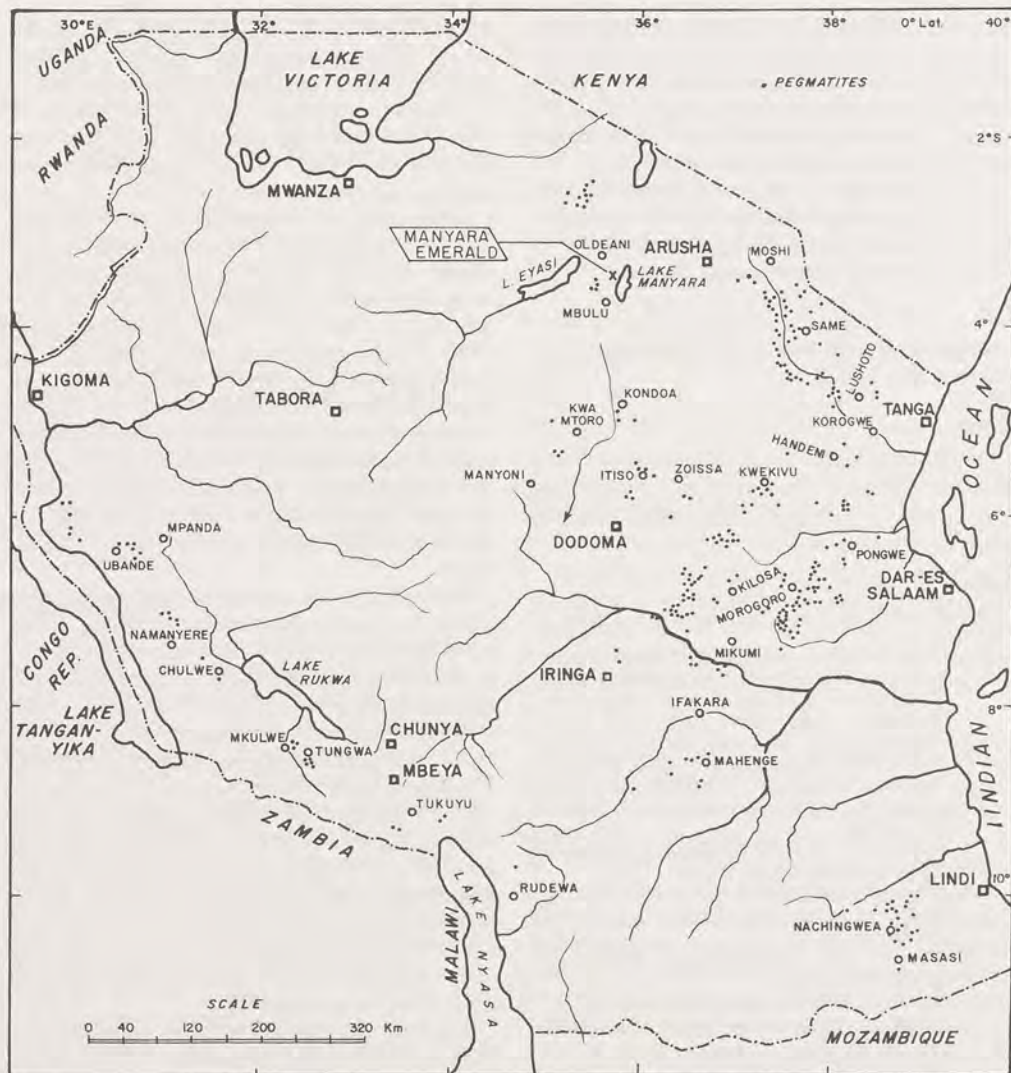 30°E
32
34
36
38
0° Lat.
40°
UGANDA
LAKE
VICTORIA
KENYA
• PEGMATITES
RWANDA
2°S
MWANZA
MANYARA
EMERALD
OLDEANI
ARUSHA
MOSHI
L. EYASI
LAKE
MANYARA
MBULU
4°
SAME
KIGOMA
TABORA
KONDOA
LUSHOTO
KWA
MTORO
TANGA
KOROGWE
HANDENI
MANYONI
ITISO
ZOISSA
KWEKIVU
OCEAN
6°
MPANDA
UBANDE
DODOMA
PONGWE
KILOSA
DAR-ES
SALAAM
MOROGORO
NAMANYERE
MIKUMI
CHULWE
CONGO
REP.
LAKE
RUKWA
IRINGA
LAKE
TANGAN-
YIKA
IFAKARA
8°
MKULWE
TUNGWA
CHUNYA
MBEYA
MAHENGE
TUKUYU
ZAMBIA
IINDIAN
LINDI
10°
RUDEWA
MALAWI
LAKE NYASA
NACHINGWEA
MASASI
SCALE
0 40 120 200 320 Km
MOZAMBIQUE